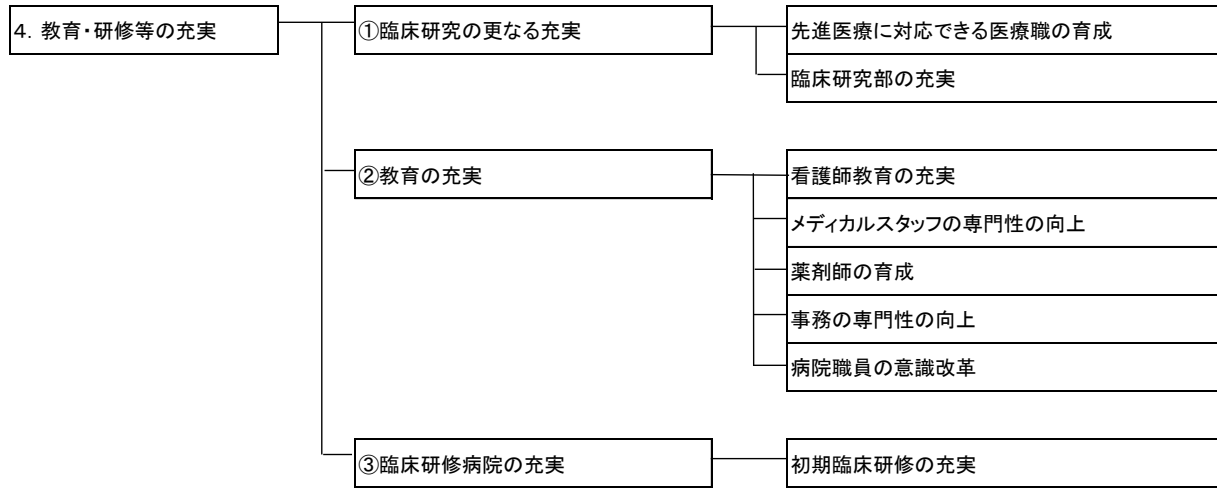 4．教育・研修等の充実
①臨床研究の更なる充実
先進医療に対応できる医療職の育成
臨床研究部の充実
②教育の充実
看護師教育の充実
メディカルスタッフの専門性の向上
薬剤師の育成
事務の専門性の向上
病院職員の意識改革
③臨床研修病院の充実
初期臨床研修の充実